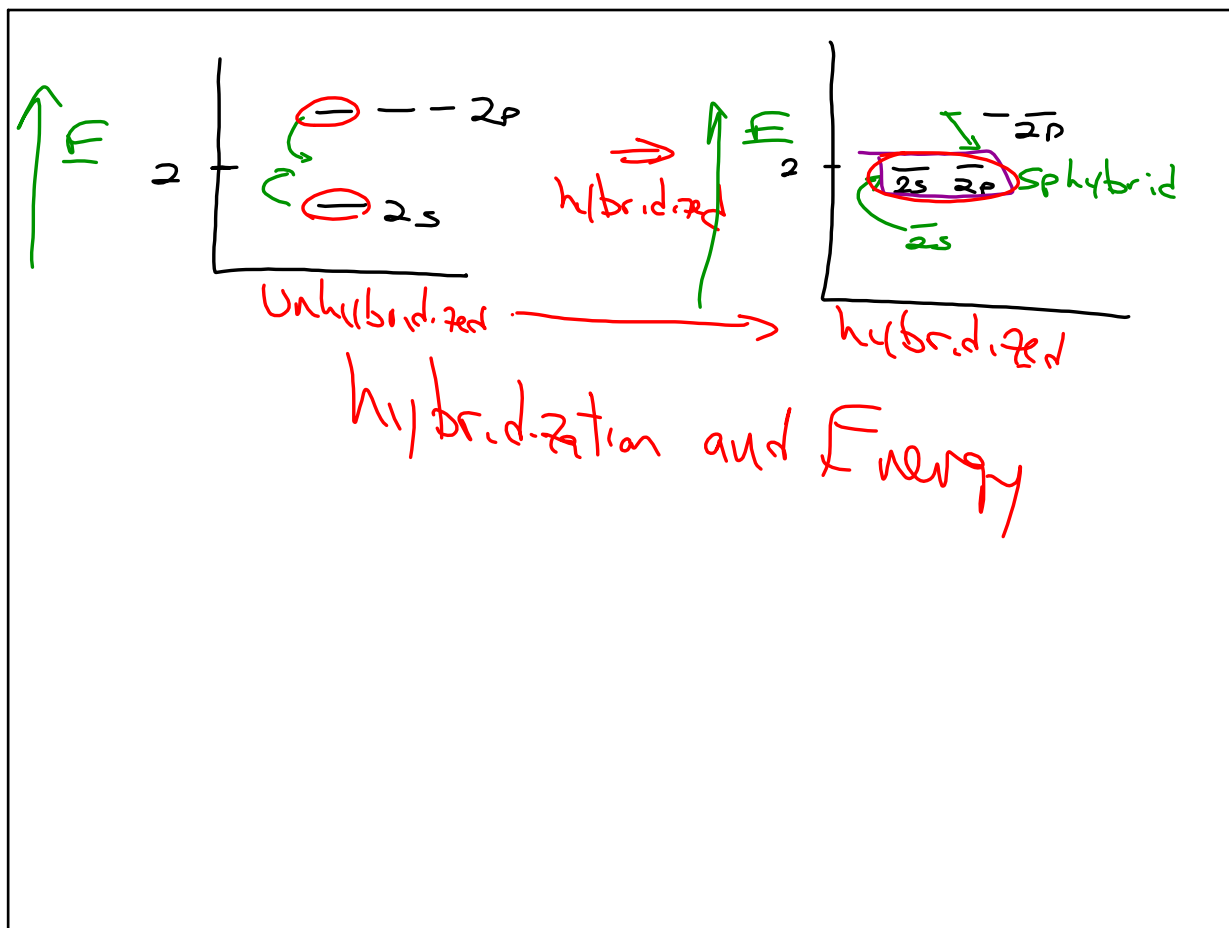 E
2p
2
2s
Unhybridized
⇒
hybridized
E
2p
2
2s 2p
sp hybrid
2s
hybridized
hybridization and Energy